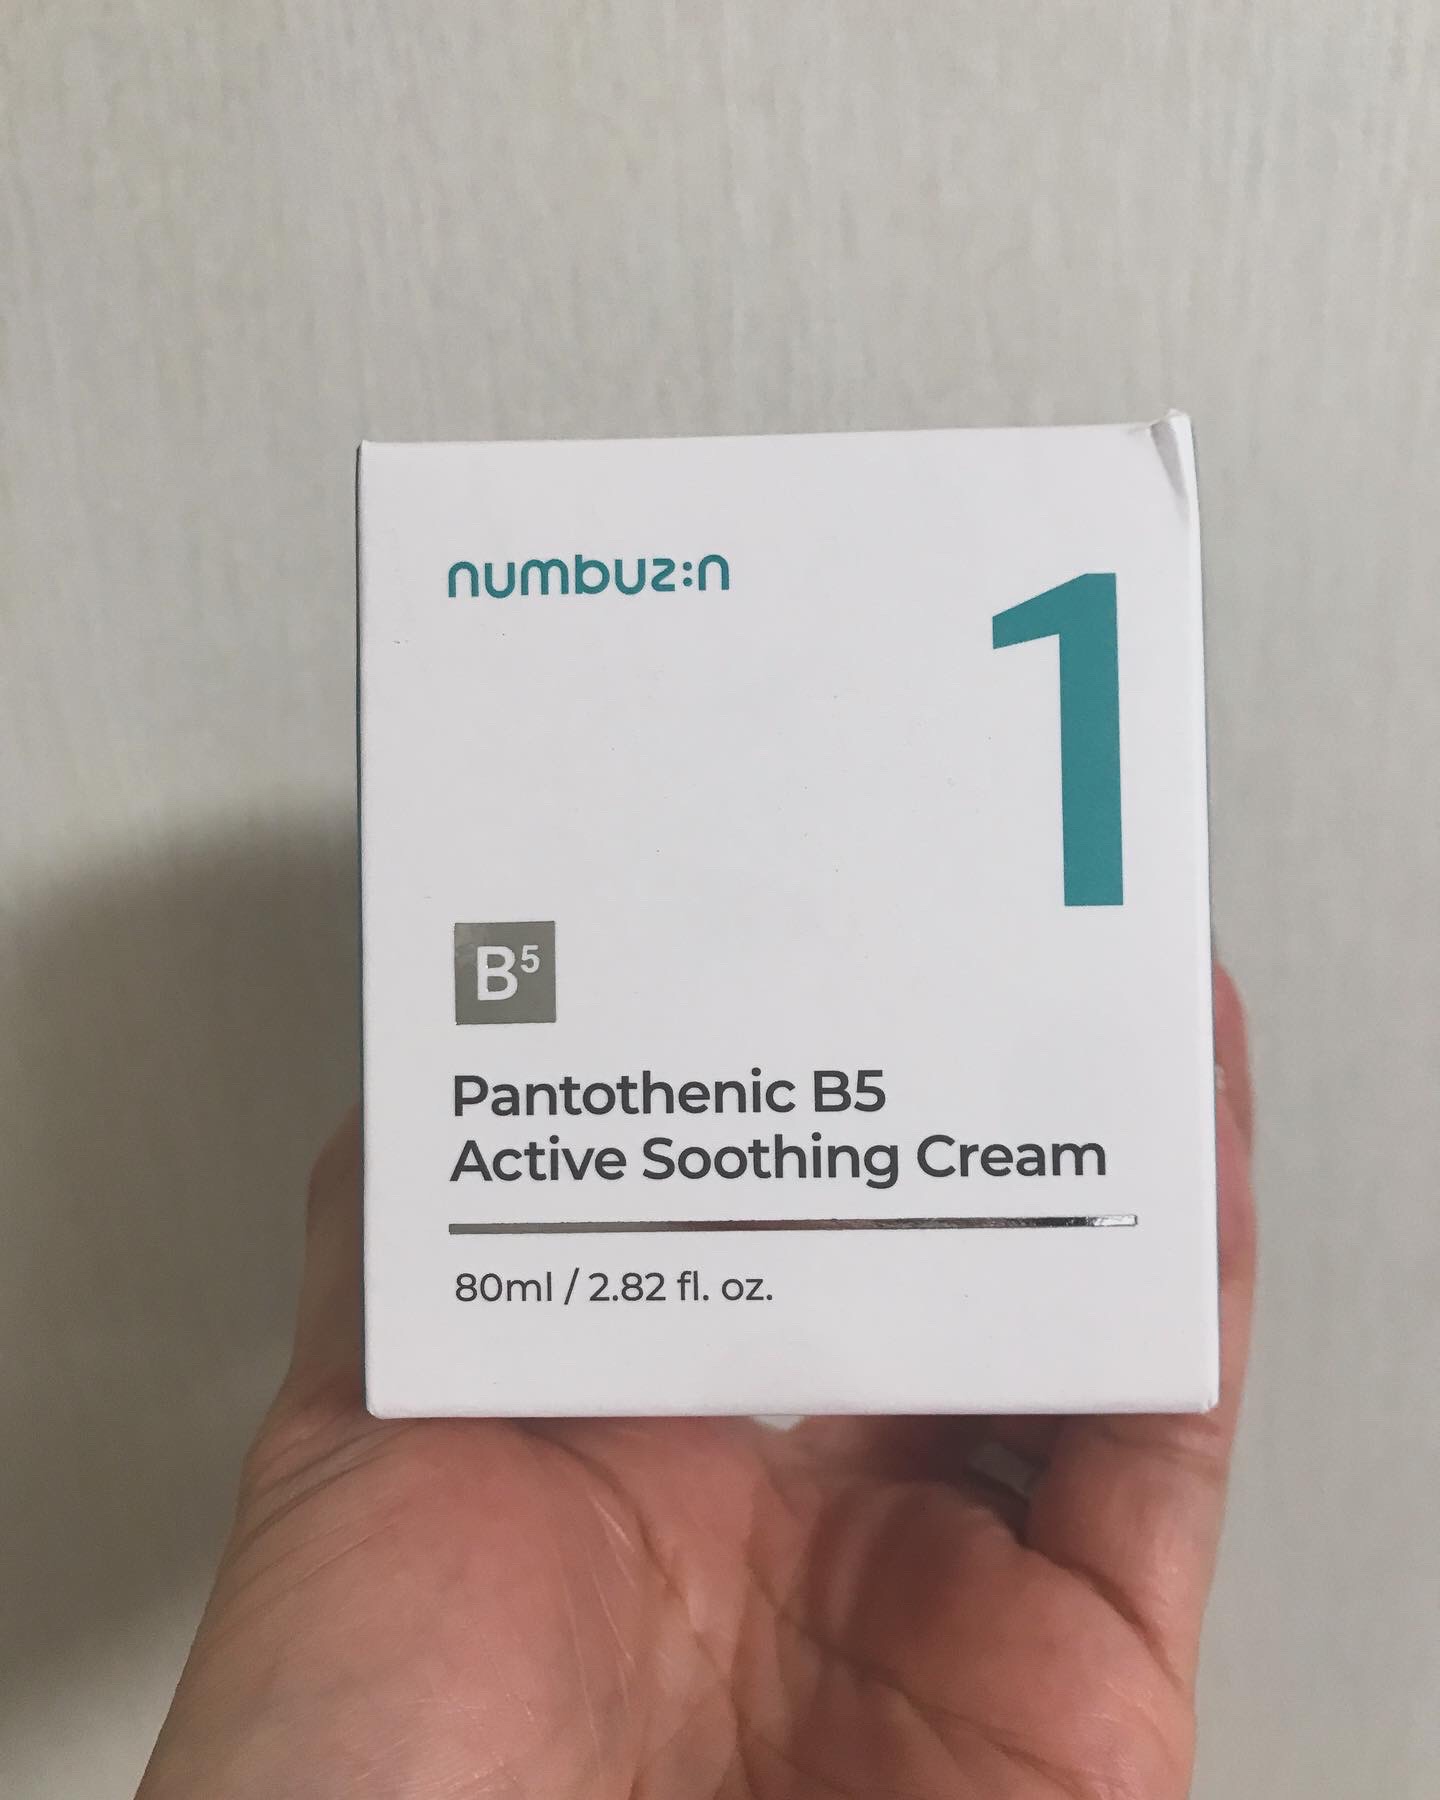 numbuz:n
1
B⁵
Pantothenic B5
Active Soothing Cream
80ml / 2.82 fl. oz.